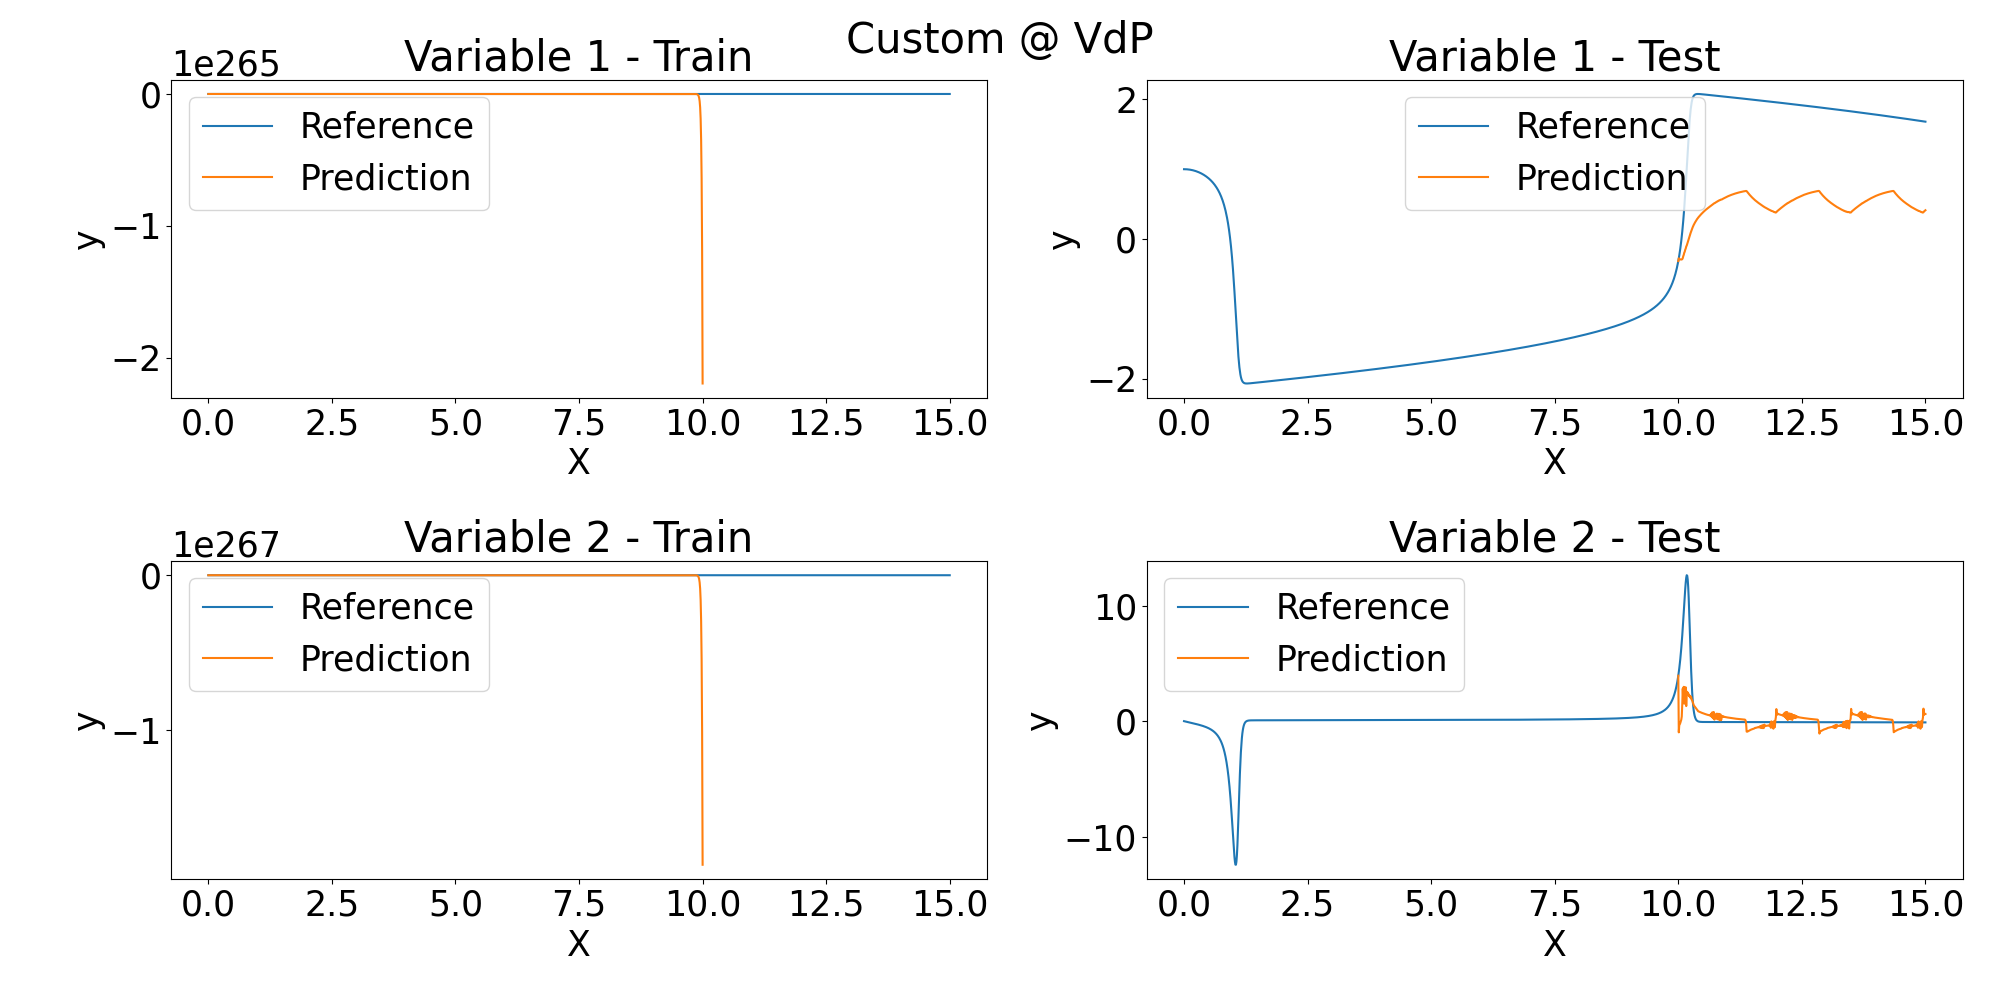 Custom @ VdP
Variable 1 - Train
1e265
0
−1
−2
y
Reference
Prediction
0.0 2.5 5.0 7.5 10.0 12.5 15.0
X
Variable 1 - Test
2
0
−2
y
Reference
Prediction
0.0 2.5 5.0 7.5 10.0 12.5 15.0
X
Variable 2 - Train
1e267
0
−1
y
Reference
Prediction
0.0 2.5 5.0 7.5 10.0 12.5 15.0
X
Variable 2 - Test
10
0
−10
y
Reference
Prediction
0.0 2.5 5.0 7.5 10.0 12.5 15.0
X